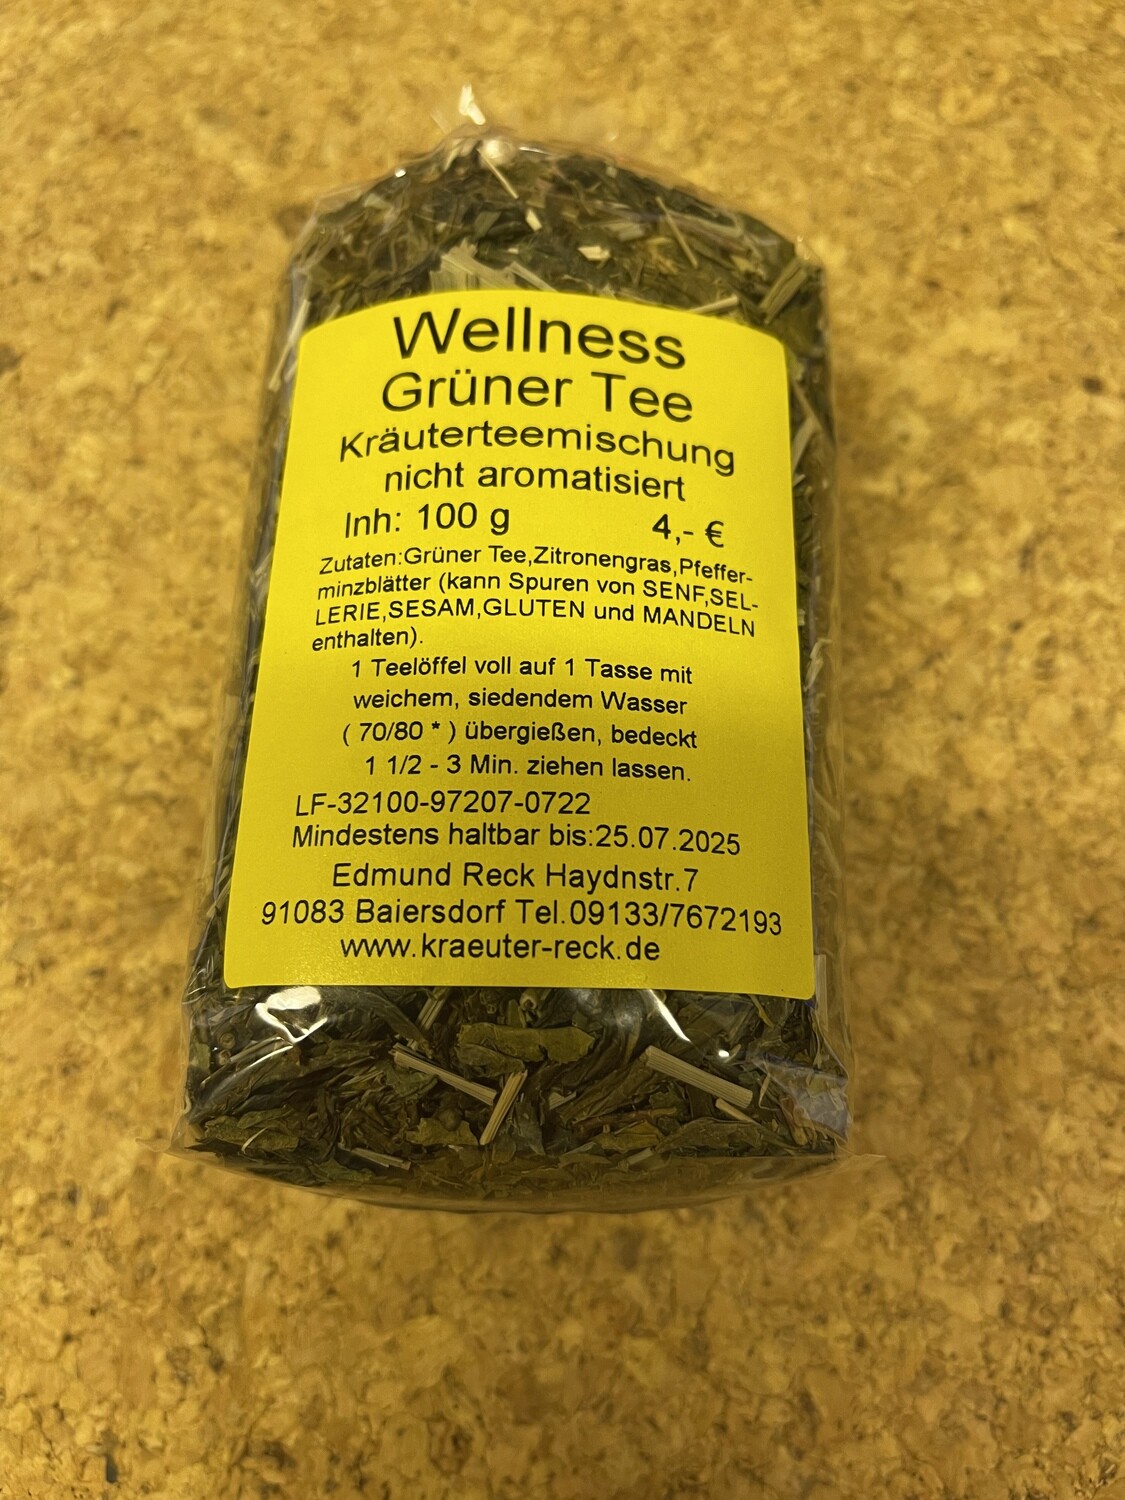 Wellness
Grüner Tee
Kräuterteemischung
nicht aromatisiert
Inh: 100 g 4,- €
Zutaten:Grüner Tee,Zitronengras,Pfeffer-
minzblätter (kann Spuren von SENF,SEL-
LERIE,SESAM,GLUTEN und MANDELN
enthalten).
1 Teelöffel voll auf 1 Tasse mit
weichem, siedendem Wasser
( 70/80 * ) übergießen, bedeckt
1 1/2 - 3 Min. ziehen lassen.
LF-32100-97207-0722
Mindestens haltbar bis:25.07.2025
Edmund Reck Haydnstr.7
91083 Baiersdorf Tel.09133/7672193
www.kraeuter-reck.de